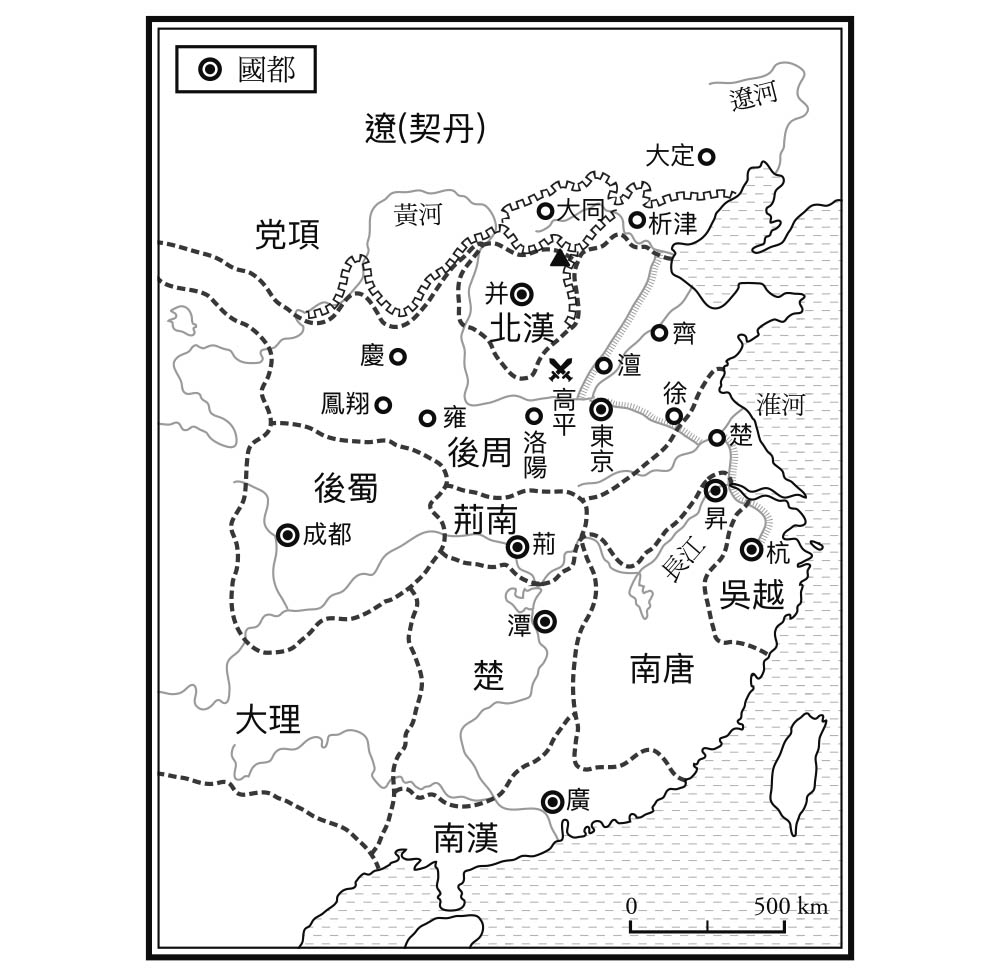 國都
遼河
遼(契丹)
大定
大同
黃河
析津
党項
并
北漢
齊
慶
澶
高平
徐
淮河
鳳翔
雍
洛陽
東京
楚
後周
後蜀
昇
荊南
成都
荊
杭
長江
吳越
潭
楚
南唐
大理
廣
南漢
0 500 km